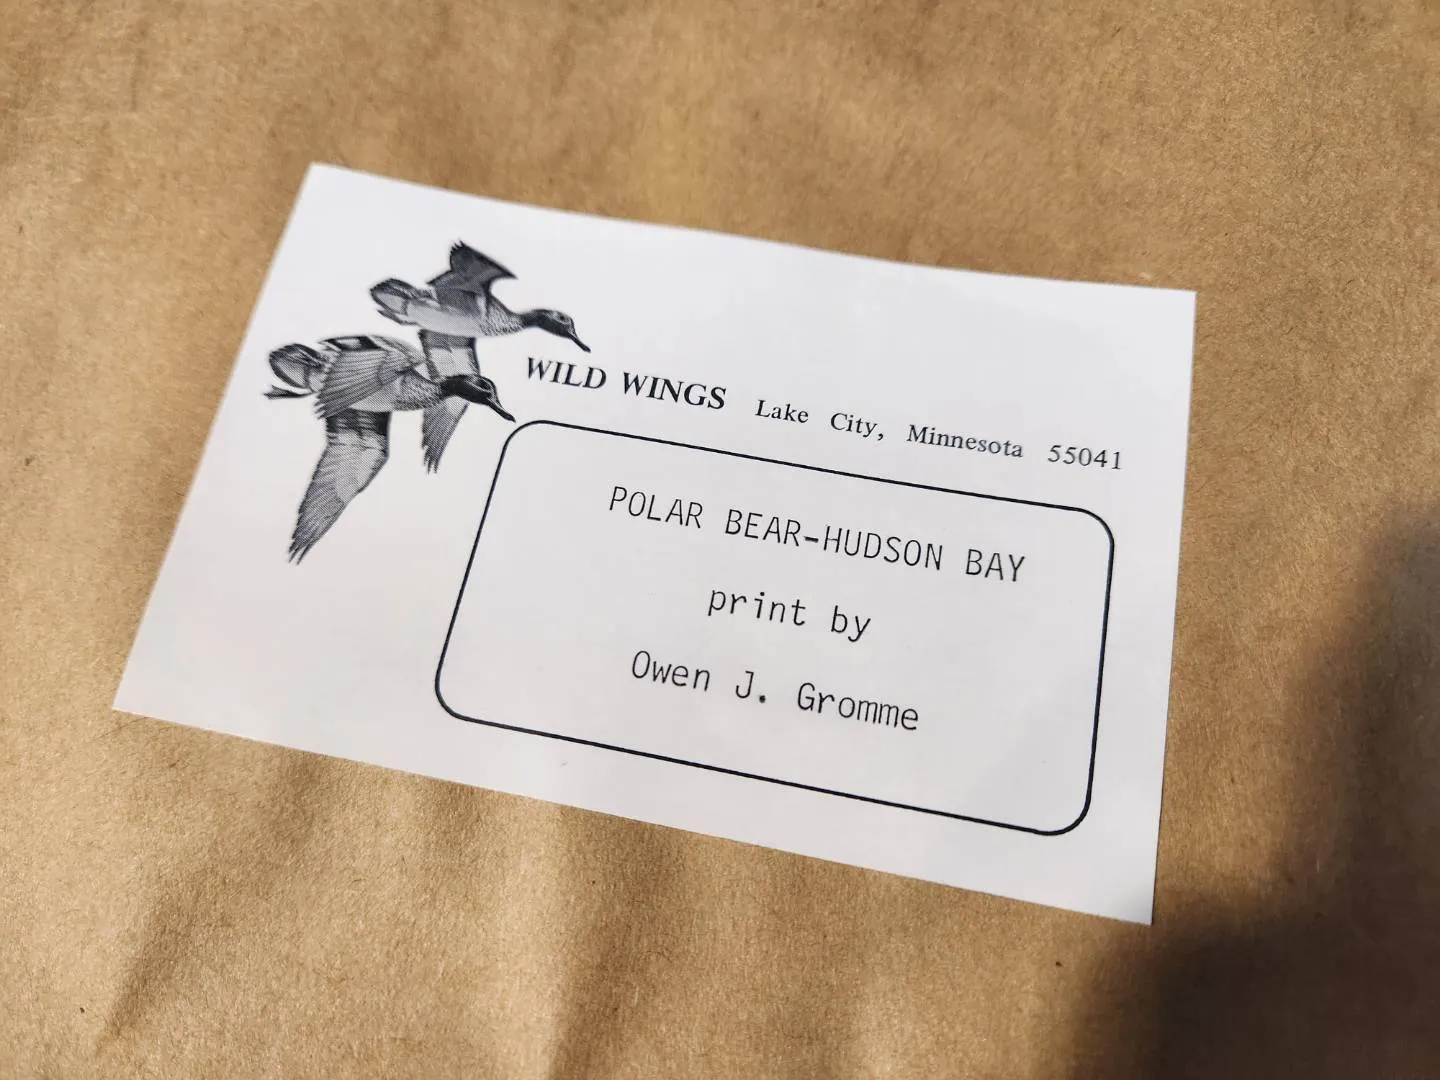 WILD WINGS Lake City, Minnesota 55041
POLAR BEAR-HUDSON BAY
print by
Owen J. Gromme